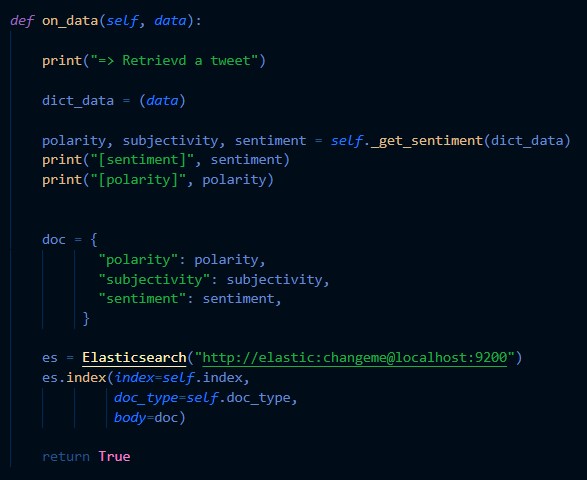 def on_data(self, data):
print("=> Retrievd a tweet")
dict_data = (data)
polarity, subjectivity, sentiment = self._get_sentiment(dict_data)
print("[sentiment]", sentiment)
print("[polarity]", polarity)
doc = {
"polarity": polarity,
"subjectivity": subjectivity,
"sentiment": sentiment,
}
es = Elasticsearch("http://elastic:changeme@localhost:9200")
es.index(index=self.index,
doc_type=self.doc_type,
body=doc)
return True